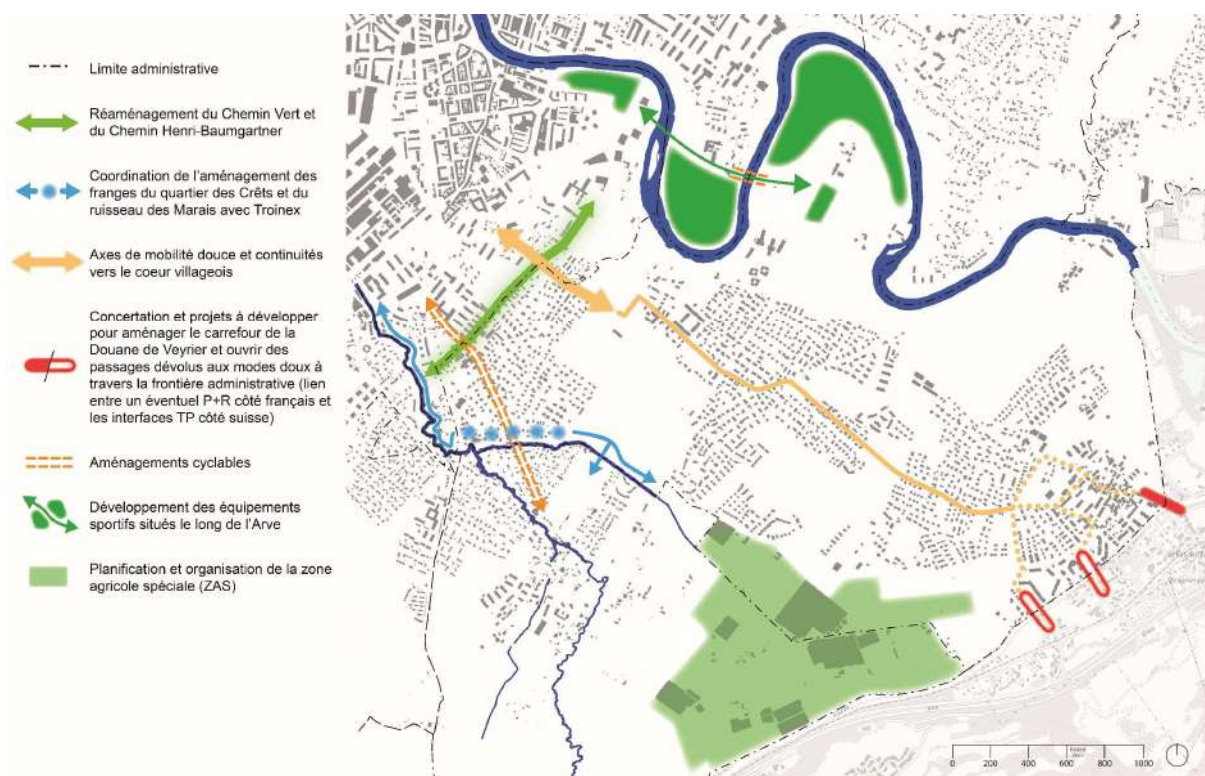 Limite administrative
Réaménagement du Chemin Vert et
du Chemin Henri-Baumgartner
Coordination de l'aménagement des
franges du quartier des Crêts et du
ruisseau des Marais avec Troinex
Axes de mobilité douce et continuités
vers le coeur villageois
Concertation et projets à développer
pour aménager le carrefour de la
Douane de Veyrier et ouvrir des
passages dévolus aux modes doux à
travers la frontière administrative (lien
entre un éventuel P+R côté français et
les interfaces TP côté suisse)
Aménagements cyclables
Développement des équipements
sportifs situés le long de l'Arve
Planification et organisation de la zone
agricole spéciale (ZAS)
0 200 400 600 800 1000